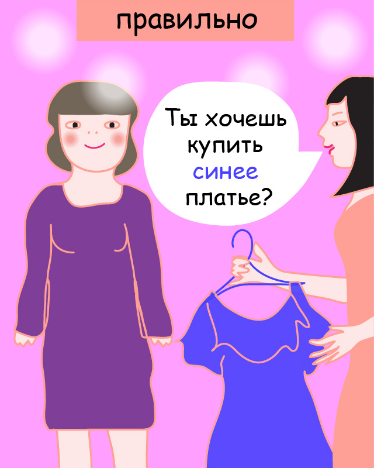 правильно
Ты хочешь
купить
синее
платье?